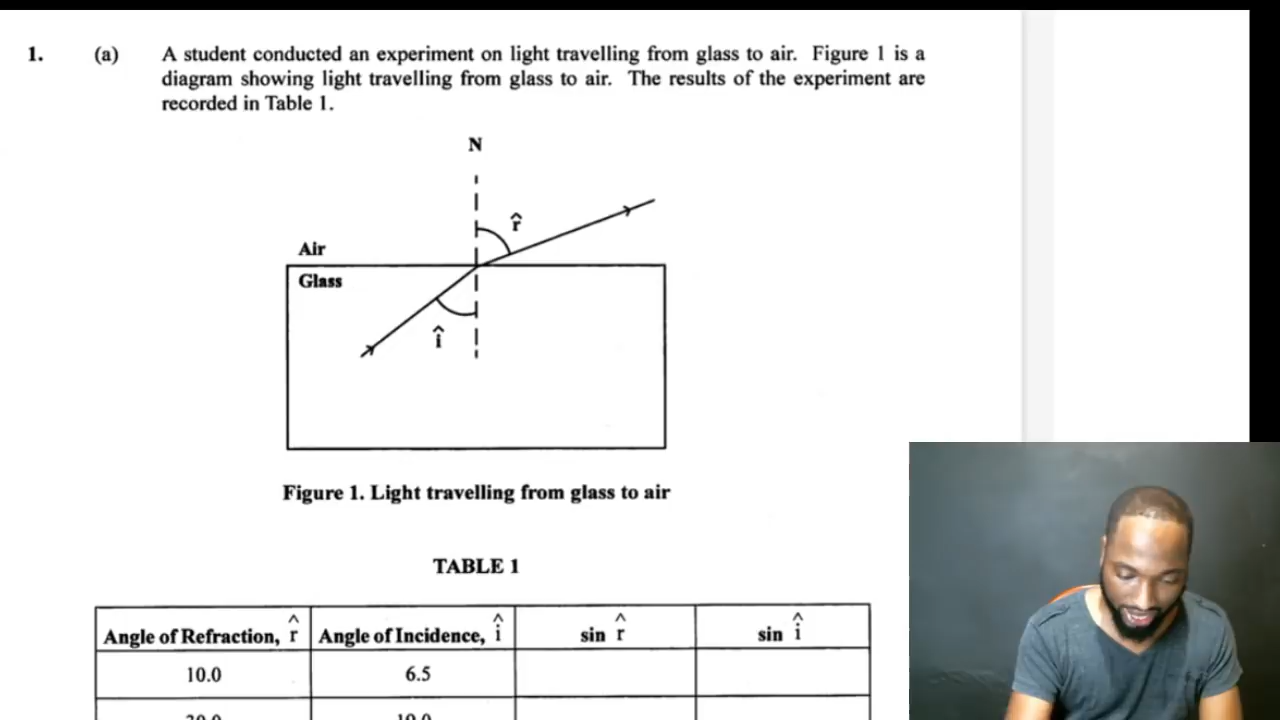 1. (a) A student conducted an experiment on light travelling from glass to air. Figure 1 is a
diagram showing light travelling from glass to air. The results of the experiment are
recorded in Table 1.
N
r̂
Air
Glass
î
Figure 1. Light travelling from glass to air
TABLE 1
Angle of Refraction, r̂ Angle of Incidence, î sin r̂ sin î
10.0 6.5